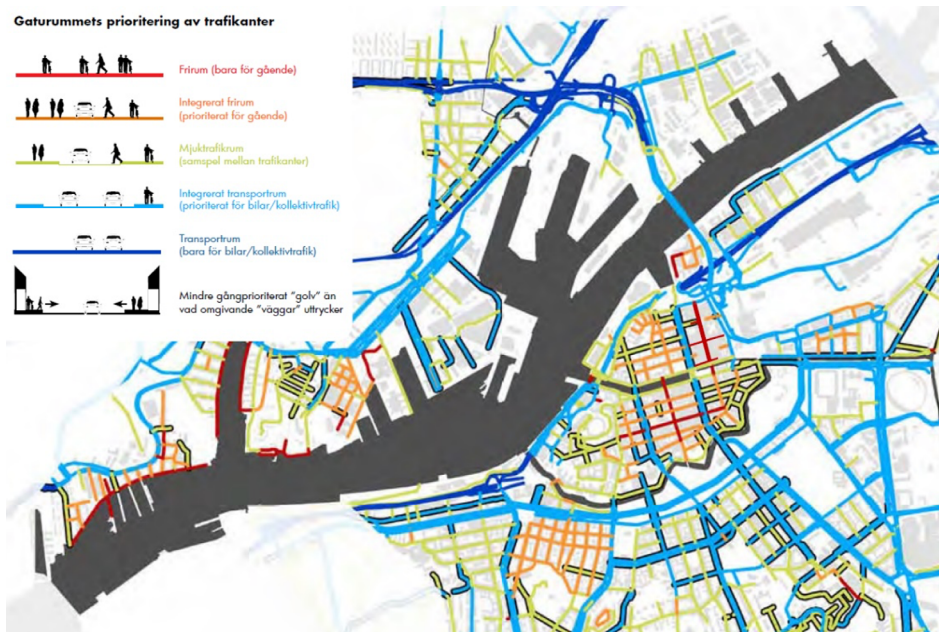 Gaturummets prioritering av trafikanter
Frirum (bara för gående)
Integrerat frirum
(prioriterat för gående)
Mjuktrafikrum
(samspel mellan trafikanter)
Integrerat transportrum
(prioriterat för bilar/kollektivtrafik)
Transportrum
(bara för bilar/kollektivtrafik)
Mindre gångprioriterat "golv" än
vad omgivande "väggar" uttrycker